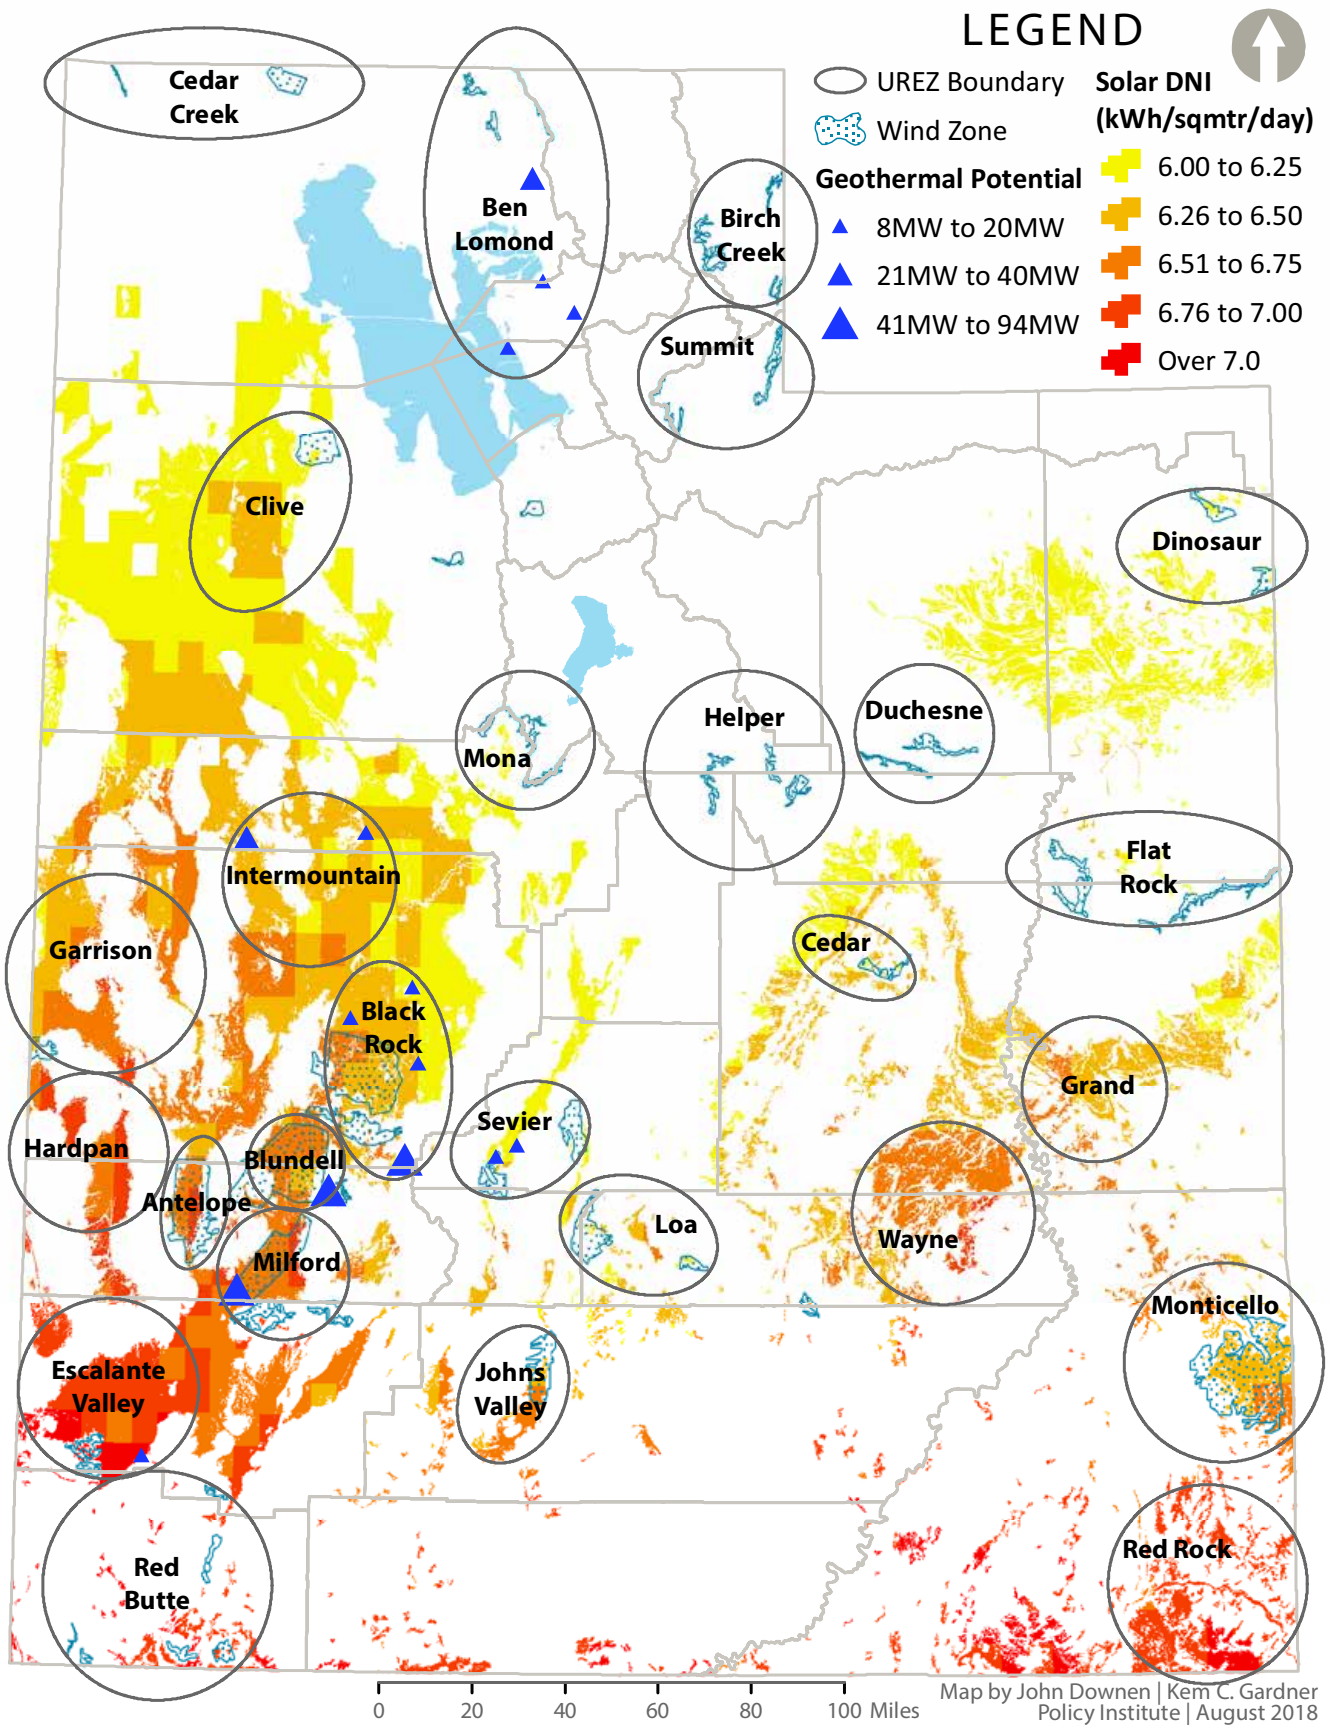 LEGEND
UREZ Boundary
Wind Zone
Geothermal Potential
8MW to 20MW
21MW to 40MW
41MW to 94MW
Solar DNI
(kWh/sqmtr/day)
6.00 to 6.25
6.26 to 6.50
6.51 to 6.75
6.76 to 7.00
Over 7.0
Cedar
Creek
Ben
Lomond
Birch
Creek
Summit
Clive
Dinosaur
Mona
Helper
Duchesne
Intermountain
Flat
Rock
Garrison
Cedar
Black
Rock
Grand
Hardpan
Sevier
Blundell
Antelope
Loa
Wayne
Milford
Monticello
Escalante
Valley
Johns
Valley
Red Rock
Red
Butte
0 20 40 60 80 100 Miles
Map by John Downen | Kem C. Gardner
Policy Institute | August 2018